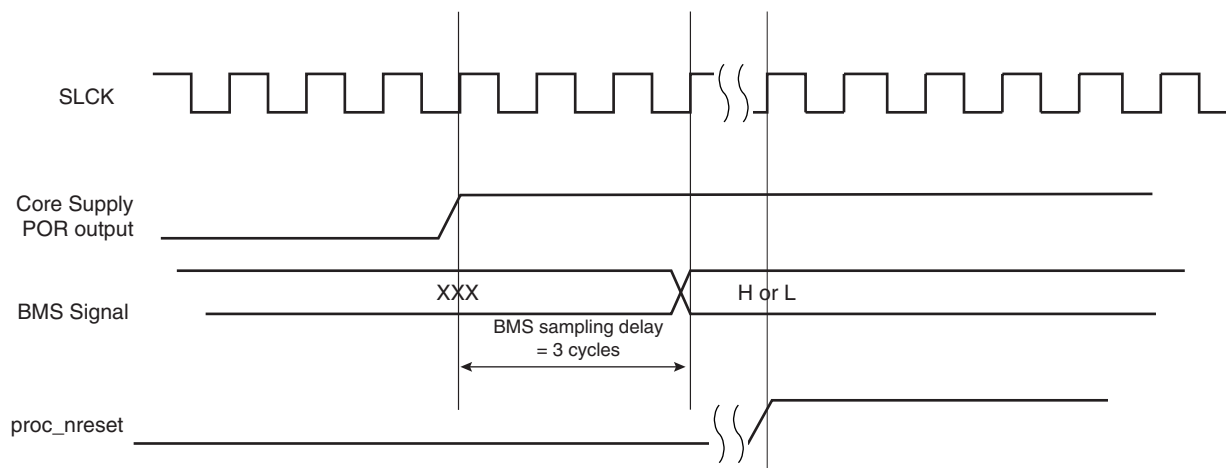 SLCK
Core Supply
POR output
XXX
H or L
BMS Signal
BMS sampling delay
= 3 cycles
proc_nreset